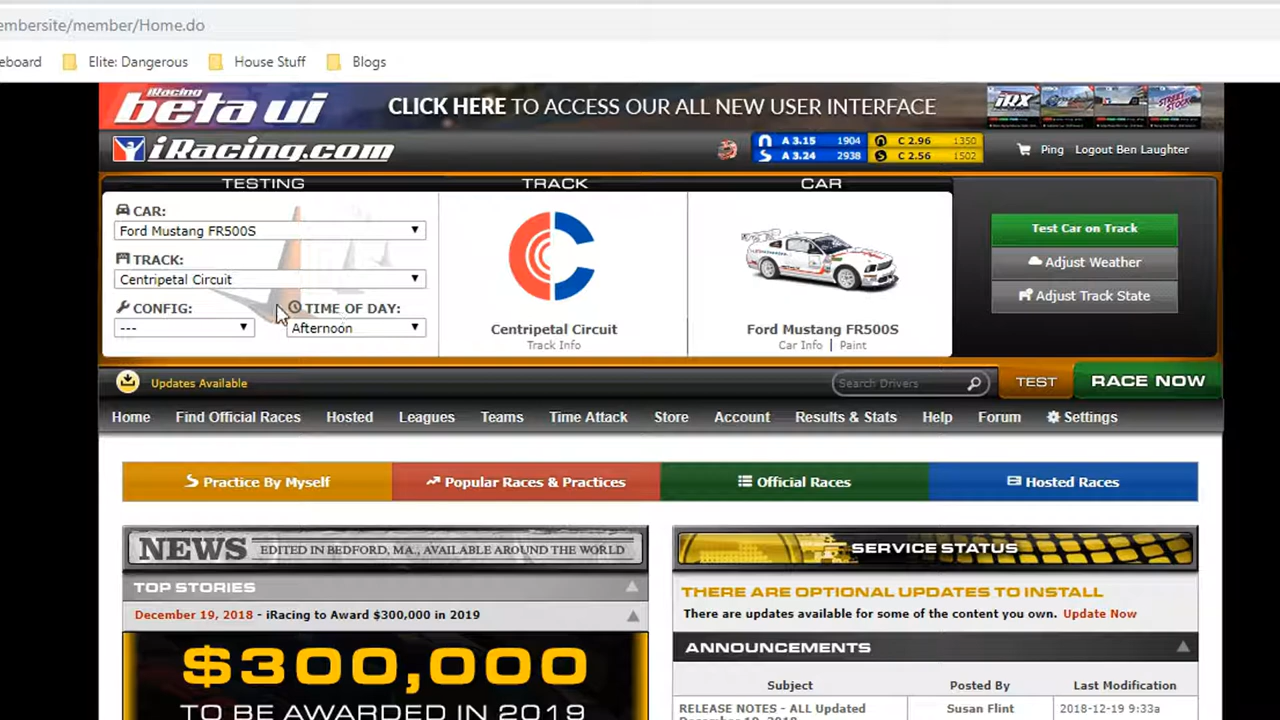 embersite/member/Home.do
eboard Elite: Dangerous House Stuff Blogs
iRacing
beta ui CLICK HERE TO ACCESS OUR ALL NEW USER INTERFACE iRX STREET STOCK
iRacing.com A 3.15 1904 C 2.96 1350 Ping Logout Ben Laughter
A 3.24 2938 C 2.56 1502
TESTING TRACK CAR
CAR:
Ford Mustang FR500S
Test Car on Track
TRACK:
Centripetal Circuit
Adjust Weather
Adjust Track State
CONFIG: TIME OF DAY:
--- Afternoon
Centripetal Circuit Ford Mustang FR500S
Track Info Car Info | Paint
Updates Available Search Drivers TEST RACE NOW
Home Find Official Races Hosted Leagues Teams Time Attack Store Account Results & Stats Help Forum Settings
Practice By Myself Popular Races & Practices Official Races Hosted Races
NEWS EDITED IN BEDFORD, MA., AVAILABLE AROUND THE WORLD
SERVICE STATUS
TOP STORIES
THERE ARE OPTIONAL UPDATES TO INSTALL
December 19, 2018 - iRacing to Award $300,000 in 2019
There are updates available for some of the content you own. Update Now
$300,000
TO BE AWARDED IN 2019
ANNOUNCEMENTS
Subject Posted By Last Modification
RELEASE NOTES - ALL Updated Susan Flint 2018-12-19 9:33a